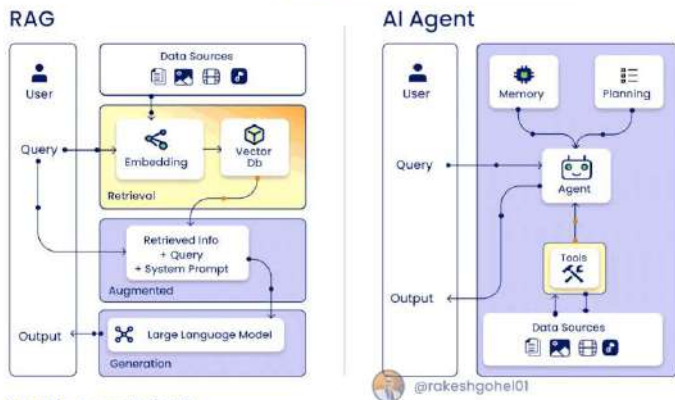 RAG
User
Query
Output
Data Sources
Embedding
Vector
Db
Retrieval
Retrieved Info
+ Query
+ System Prompt
Augmented
Large Language Model
Generation
AI Agent
User
Query
Output
Memory
Planning
Agent
Tools
Data Sources
@rakeshgohel01